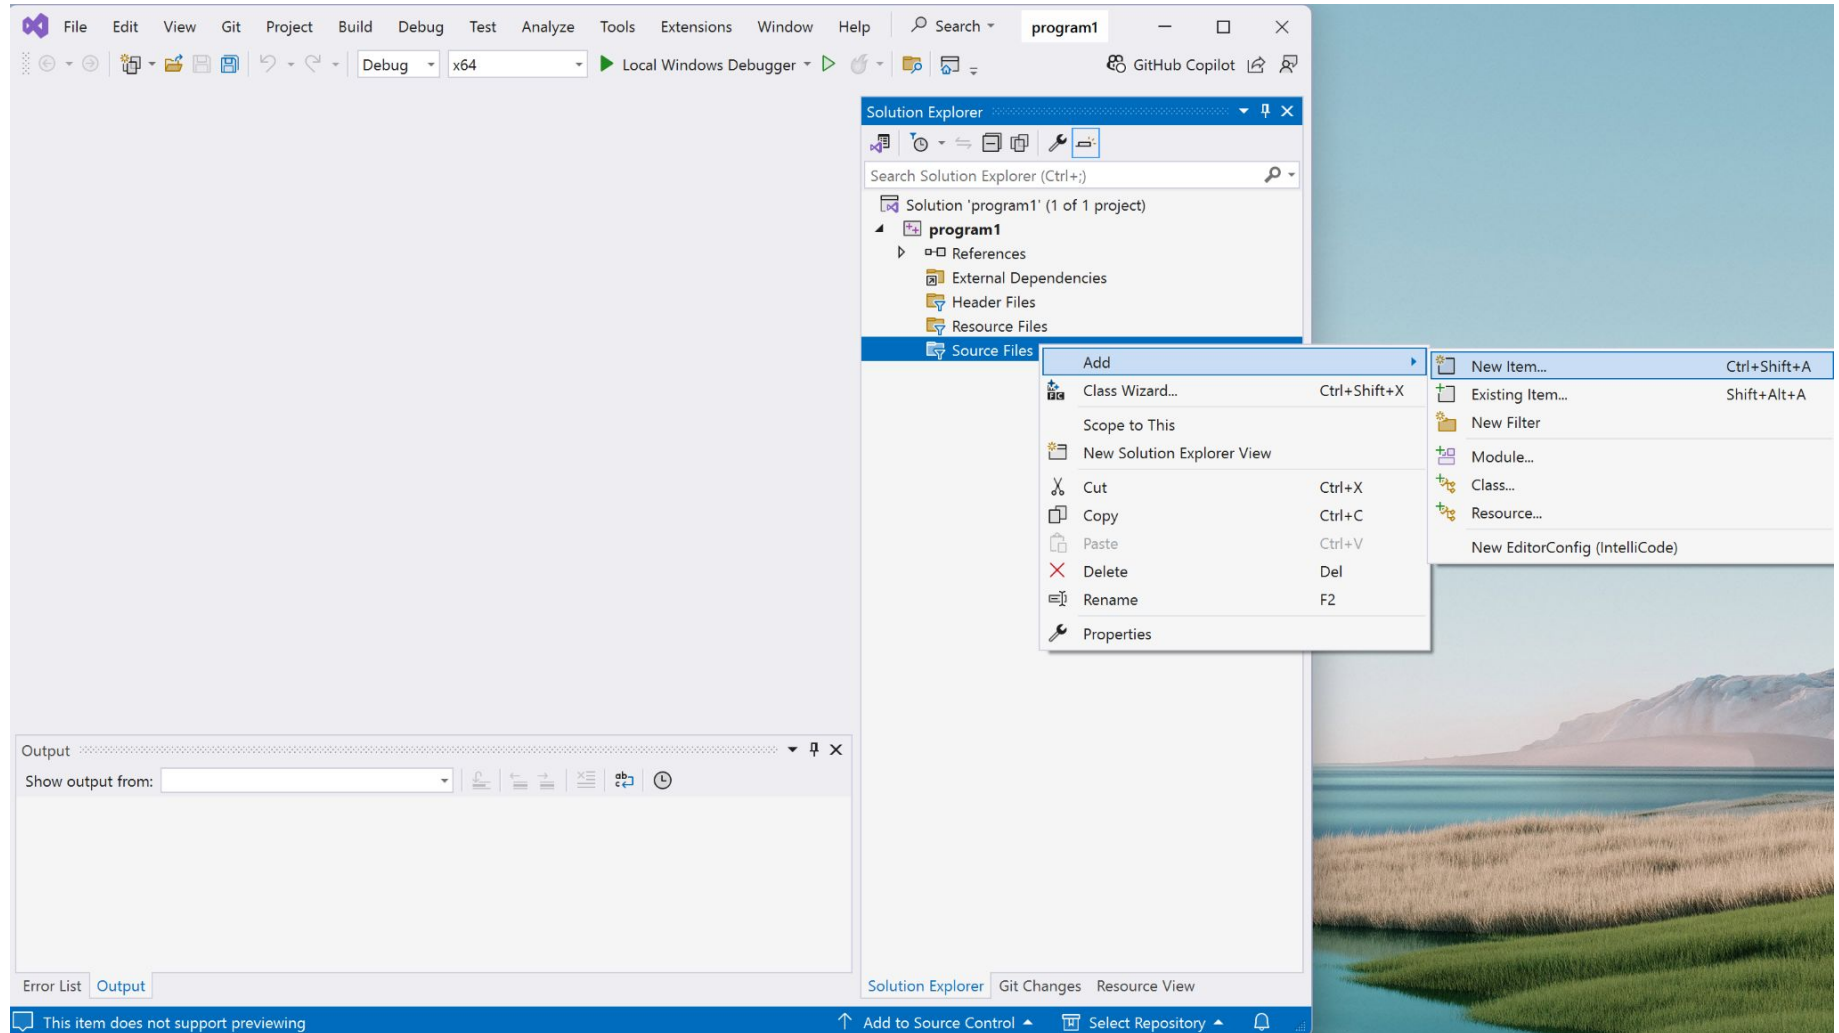 File Edit View Git Project Build Debug Test Analyze Tools Extensions Window Help Search program1
Debug x64 Local Windows Debugger GitHub Copilot
Solution Explorer
Search Solution Explorer (Ctrl+;)
Solution 'program1' (1 of 1 project)
program1
References
External Dependencies
Header Files
Resource Files
Source Files
Add
Class Wizard... Ctrl+Shift+X
Scope to This
New Solution Explorer View
Cut Ctrl+X
Copy Ctrl+C
Paste Ctrl+V
Delete Del
Rename F2
Properties
New Item... Ctrl+Shift+A
Existing Item... Shift+Alt+A
New Filter
Module...
Class...
Resource...
New EditorConfig (IntelliCode)
Output
Show output from:
Error List Output
Solution Explorer Git Changes Resource View
This item does not support previewing Add to Source Control Select Repository